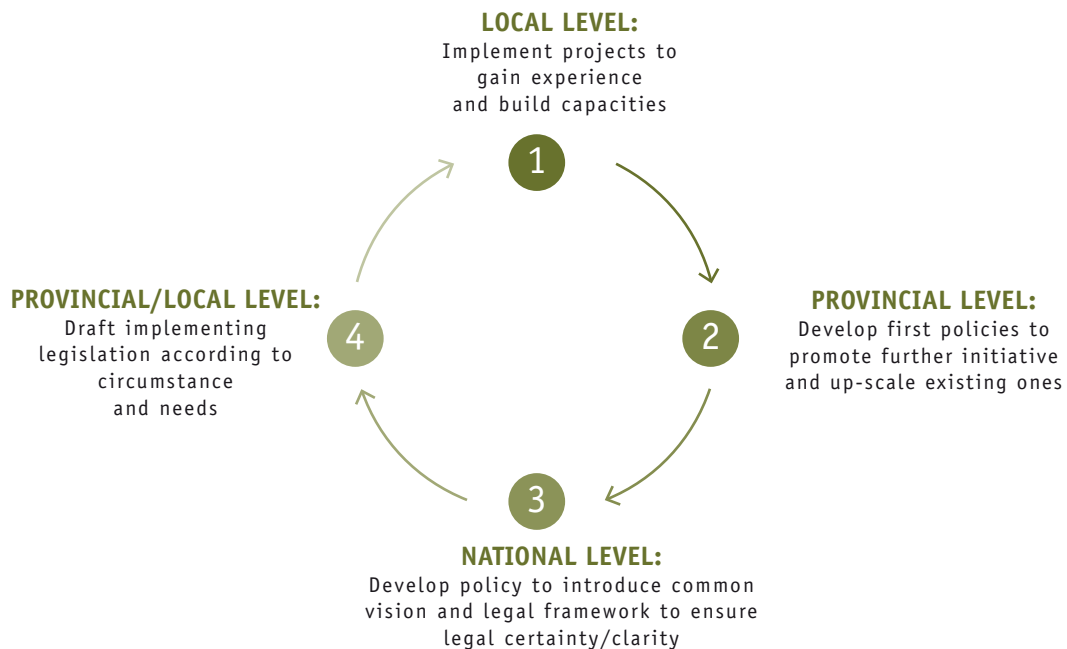 LOCAL LEVEL:
Implement projects to
gain experience
and build capacities
1
PROVINCIAL LEVEL:
2
Develop first policies to
promote further initiative
and up-scale existing ones
3
NATIONAL LEVEL:
Develop policy to introduce common
vision and legal framework to ensure
legal certainty/clarity
PROVINCIAL/LOCAL LEVEL:
4
Draft implementing
legislation according to
circumstance
and needs